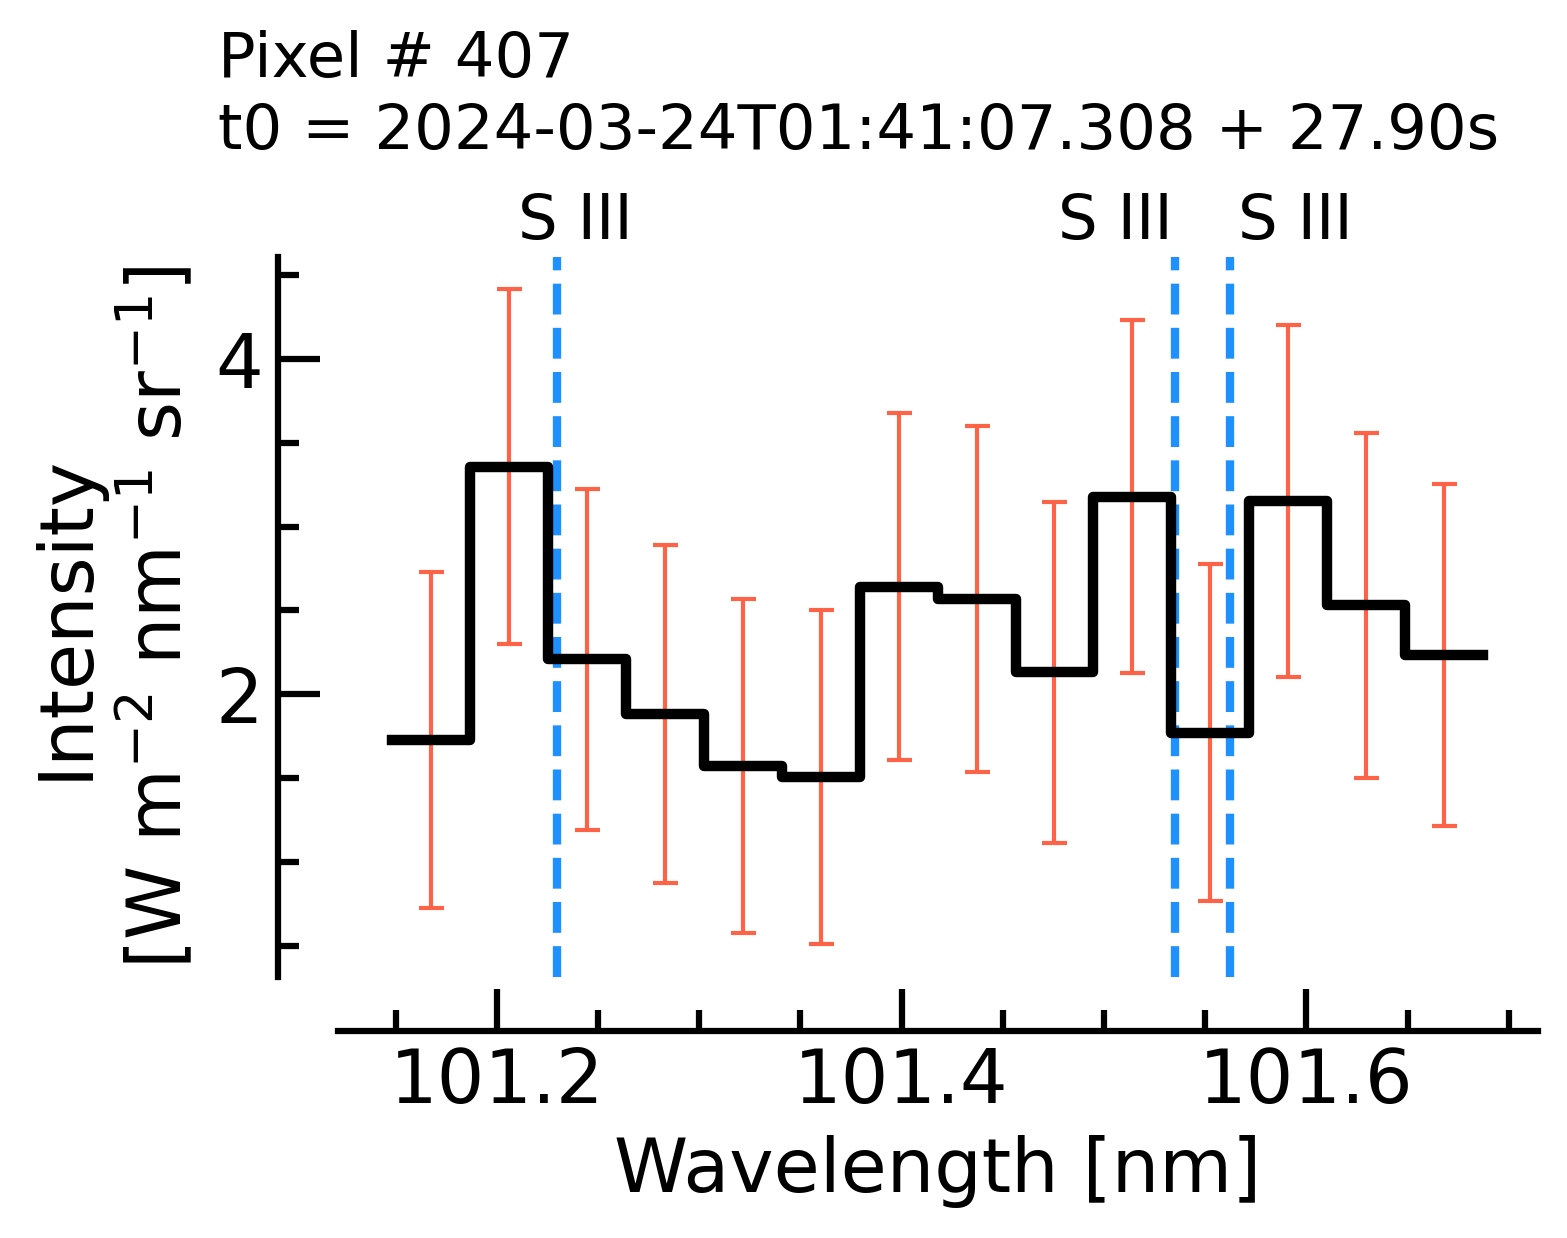 Pixel # 407
t0 = 2024-03-24T01:41:07.308 + 27.90s
S III S III S III
Intensity
[W m⁻² nm⁻¹ sr⁻¹]
4
2
101.2 101.4 101.6
Wavelength [nm]